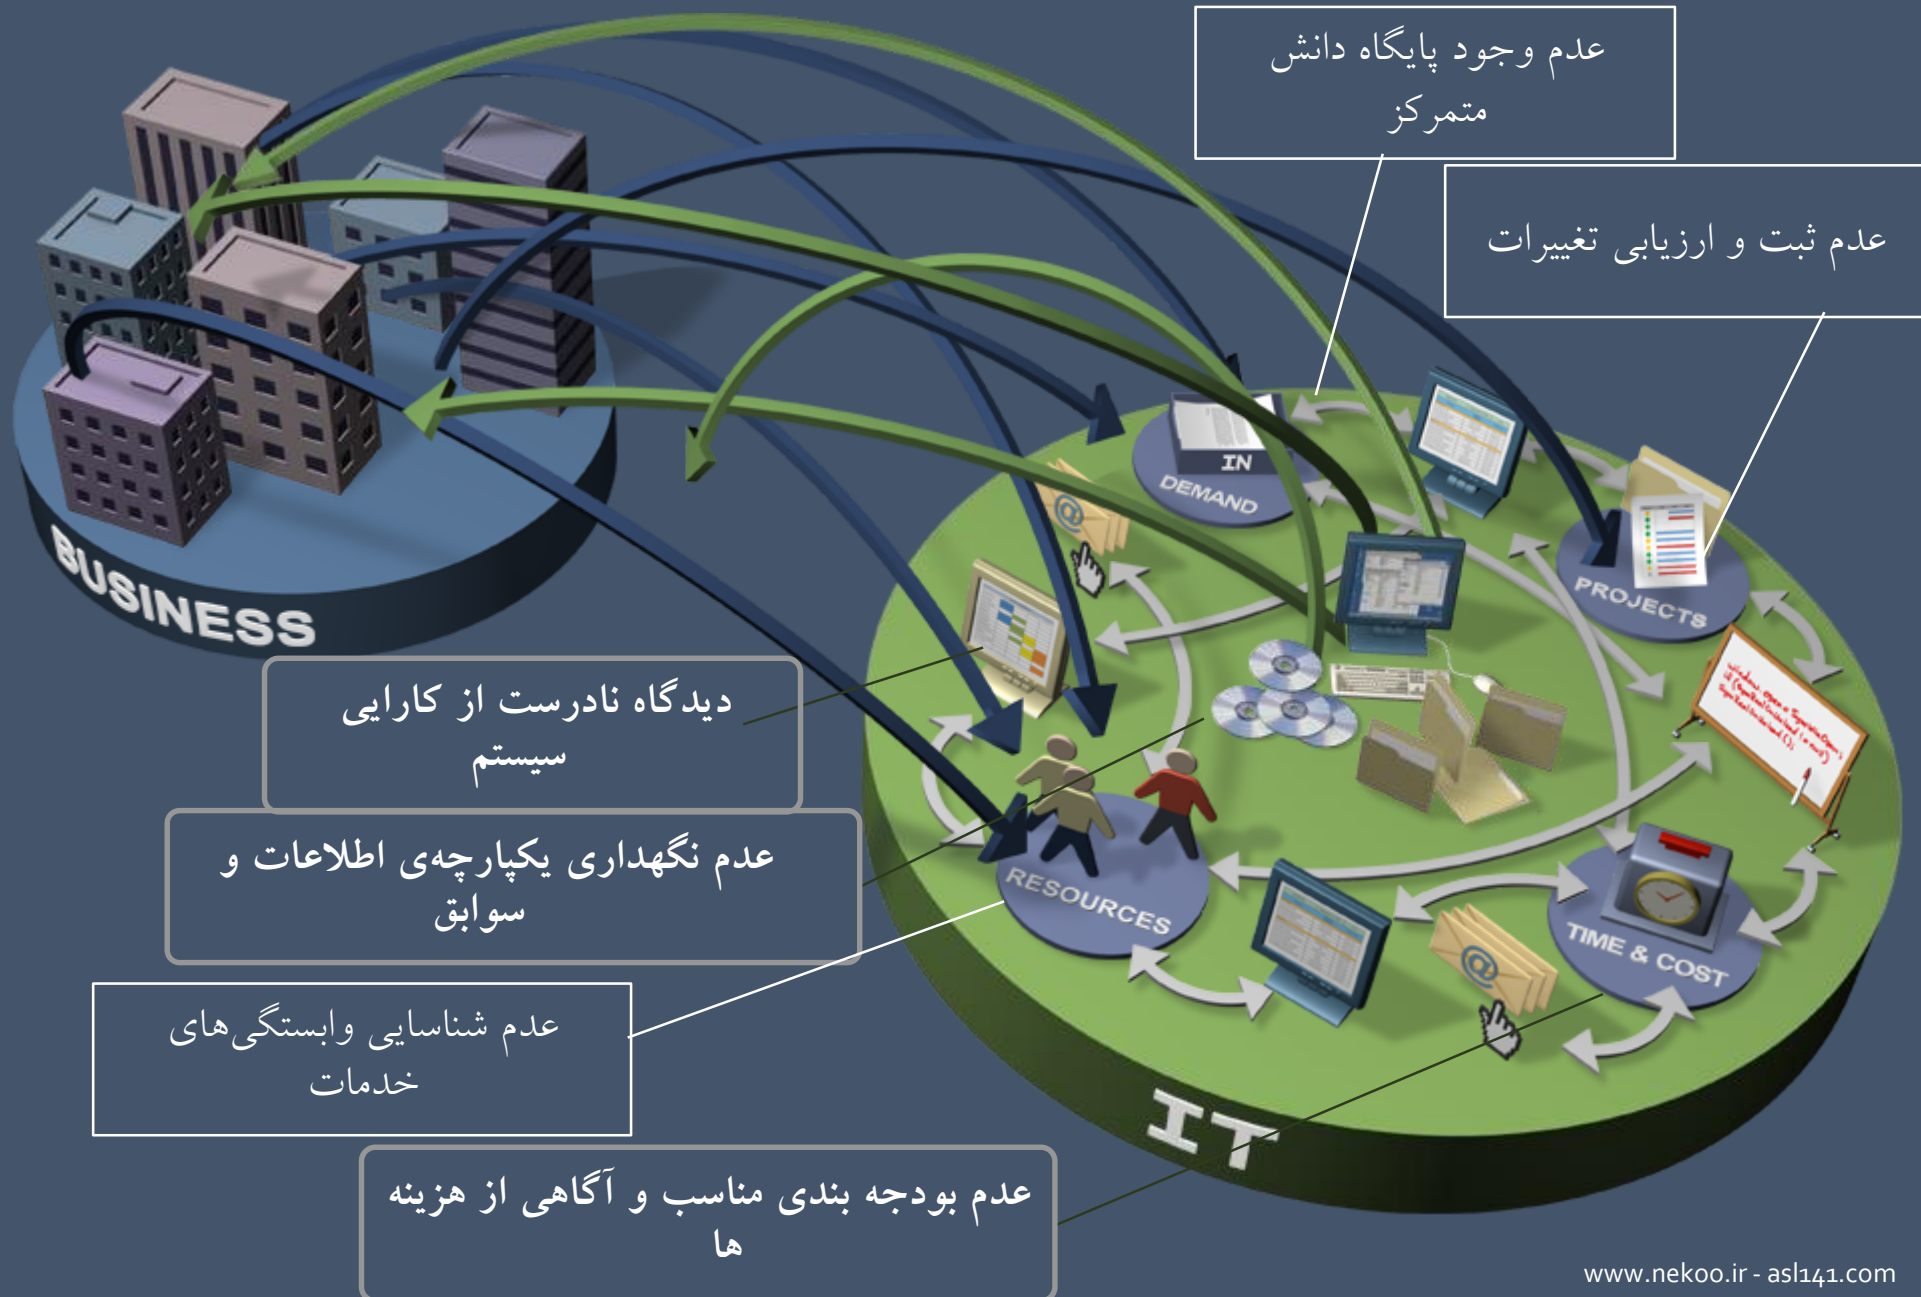 عدم وجود پایگاه دانش
متمرکز
عدم ثبت و ارزیابی تغییرات
IN
DEMAND
PROJECTS
BUSINESS
دیدگاه نادرست از کارایی
سیستم
عدم نگهداری یکپارچه‌ی اطلاعات و
سوابق
RESOURCES
TIME & COST
عدم شناسایی وابستگی‌های
خدمات
IT
عدم بودجه بندی مناسب و آگاهی از هزینه
ها
www.nekoo.ir - asl141.com